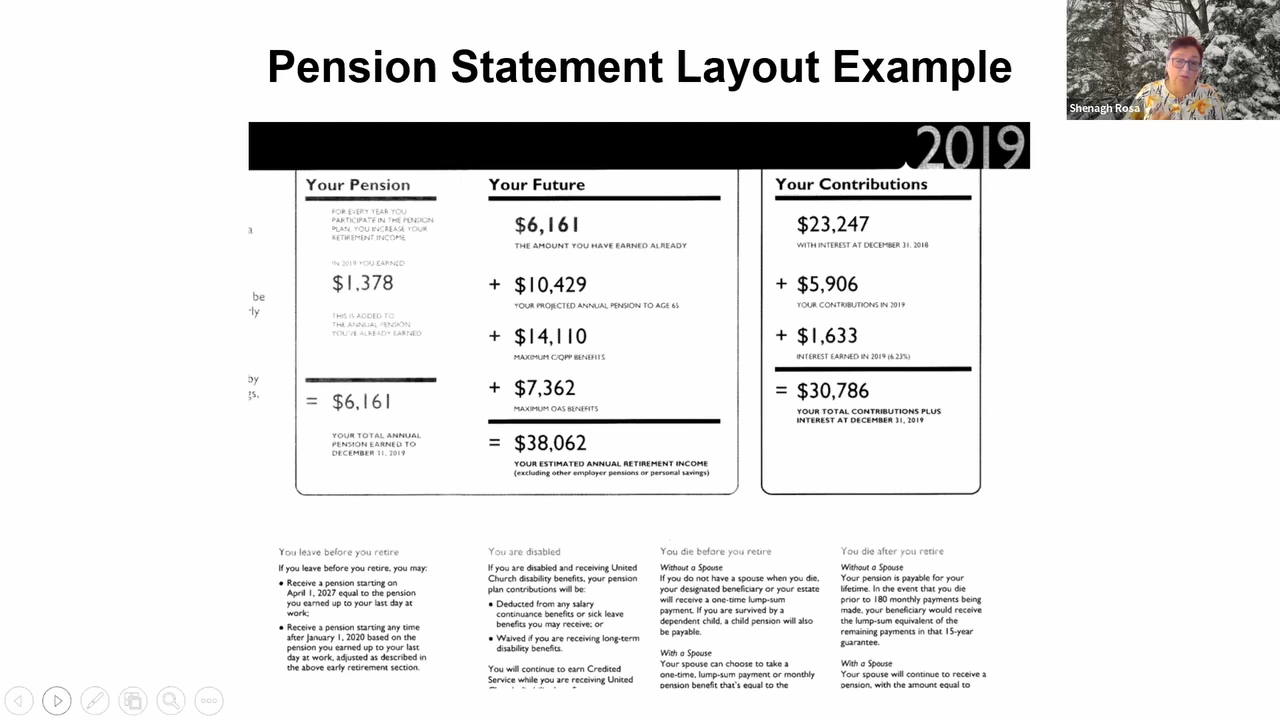 Pension Statement Layout Example
Shenagh Rosa
2019
a
be
rly
by
gs,
Your Pension
FOR EVERY YEAR YOU
PARTICIPATE IN THE PENSION
PLAN, YOU INCREASE YOUR
RETIREMENT INCOME
IN 2019 YOU EARNED
$1,378
THIS IS ADDED TO
THE ANNUAL PENSION
YOU'VE ALREADY EARNED
= $6,161
YOUR TOTAL ANNUAL
PENSION EARNED TO
DECEMBER 31, 2019
Your Future
$6,161
THE AMOUNT YOU HAVE EARNED ALREADY
+ $10,429
YOUR PROJECTED ANNUAL PENSION TO AGE 65
+ $14,110
MAXIMUM C/QPP BENEFITS
+ $7,362
MAXIMUM OAS BENEFITS
= $38,062
YOUR ESTIMATED ANNUAL RETIREMENT INCOME
(excluding other employer pensions or personal savings)
Your Contributions
$23,247
WITH INTEREST AT DECEMBER 31, 2018
+ $5,906
YOUR CONTRIBUTIONS IN 2019
+ $1,633
INTEREST EARNED IN 2019 (6.23%)
= $30,786
YOUR TOTAL CONTRIBUTIONS PLUS
INTEREST AT DECEMBER 31, 2019
You leave before you retire
If you leave before you retire, you may:
• Receive a pension starting on
April 1, 2027 equal to the pension
you earned up to your last day at
work;
• Receive a pension starting any time
after January 1, 2020 based on the
pension you earned up to your last
day at work, adjusted as described in
the above early retirement section.
You are disabled
If you are disabled and receiving United
Church disability benefits, your pension
plan contributions will be:
• Deducted from any salary
continuance benefits or sick leave
benefits you may receive; or
• Waived if you are receiving long-term
disability benefits.
You will continue to earn Credited
Service while you are receiving United
You die before you retire
Without a Spouse
If you do not have a spouse when you die,
your designated beneficiary or your estate
will receive a one-time lump-sum
payment. If you are survived by a
dependent child, a child pension will also
be payable.
With a Spouse
Your spouse can choose to take a
one-time, lump-sum payment or monthly
pension benefit that's equal to the
You die after you retire
Without a Spouse
Your pension is payable for your
lifetime. In the event that you die
prior to 180 monthly payments being
made, your beneficiary would receive
the lump-sum equivalent of the
remaining payments in that 15-year
guarantee.
With a Spouse
Your spouse will continue to receive a
pension, with the amount equal to